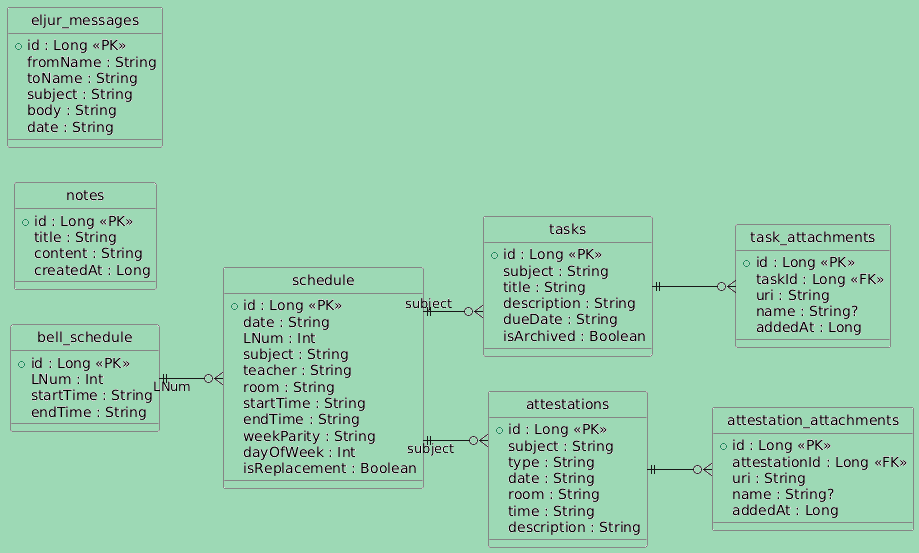 eljur_messages
id : Long «PK»
fromName : String
toName : String
subject : String
body : String
date : String
notes
id : Long «PK»
title : String
content : String
createdAt : Long
bell_schedule
id : Long «PK»
LNum : Int
startTime : String
endTime : String
LNum
schedule
id : Long «PK»
date : String
LNum : Int
subject : String
teacher : String
room : String
startTime : String
endTime : String
weekParity : String
dayOfWeek : Int
isReplacement : Boolean
subject
subject
tasks
id : Long «PK»
subject : String
title : String
description : String
dueDate : String
isArchived : Boolean
attestations
id : Long «PK»
subject : String
type : String
date : String
room : String
time : String
description : String
task_attachments
id : Long «PK»
taskId : Long «FK»
uri : String
name : String?
addedAt : Long
attestation_attachments
id : Long «PK»
attestationId : Long «FK»
uri : String
name : String?
addedAt : Long